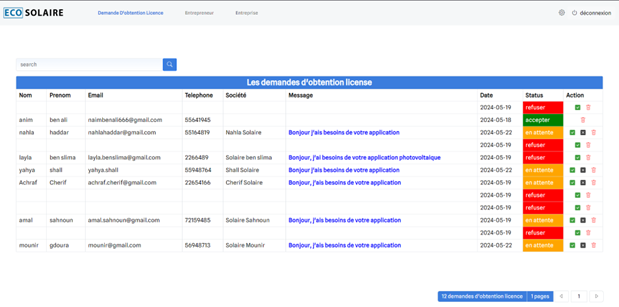 ECO SOLAIRE Demande D'obtention Licence Entrepreneur Entreprise déconnexion
search
Les demandes d'obtention license
Nom Prenom Email Telephone Société Message Date Status Action
2024-05-19 refuser
anim ben ali naimbenali666@gmail.com 55641945 2024-05-18 accepter
nahla haddar nahlahaddar@gmail.com 55164819 Nahla Solaire Bonjour j'ais besoins de votre application 2024-05-22 en attente
2024-05-19 refuser
layla ben slima layla.benslima@gmail.com 2266489 Solaire ben slima Bonjour j'ais besoins de votre application photovoltaique 2024-05-19 refuser
yahya shall yahya.shall 55948764 Shall Solaire Bonjour, j'ais besoins de votre application 2024-05-22 en attente
Achraf Cherif achraf.cherif@gmail.com 22654166 Cherif Solaire Bonjour, j'ais besoins de votre application 2024-05-19 en attente
2024-05-19 refuser
2024-05-19 refuser
amal sahnoun amal.sahnoun@gmail.com 72159485 Solaire Sahnoun Bonjour, j'ais besoins de votre application 2024-05-19 en attente
2024-05-19 refuser
mounir gdoura mounir@gmail.com 56948713 Solaire Mounir Bonjour, j'ais besoins de votre application 2024-05-22 en attente
12 demandes d'obtention licence 1 pages < 1 >